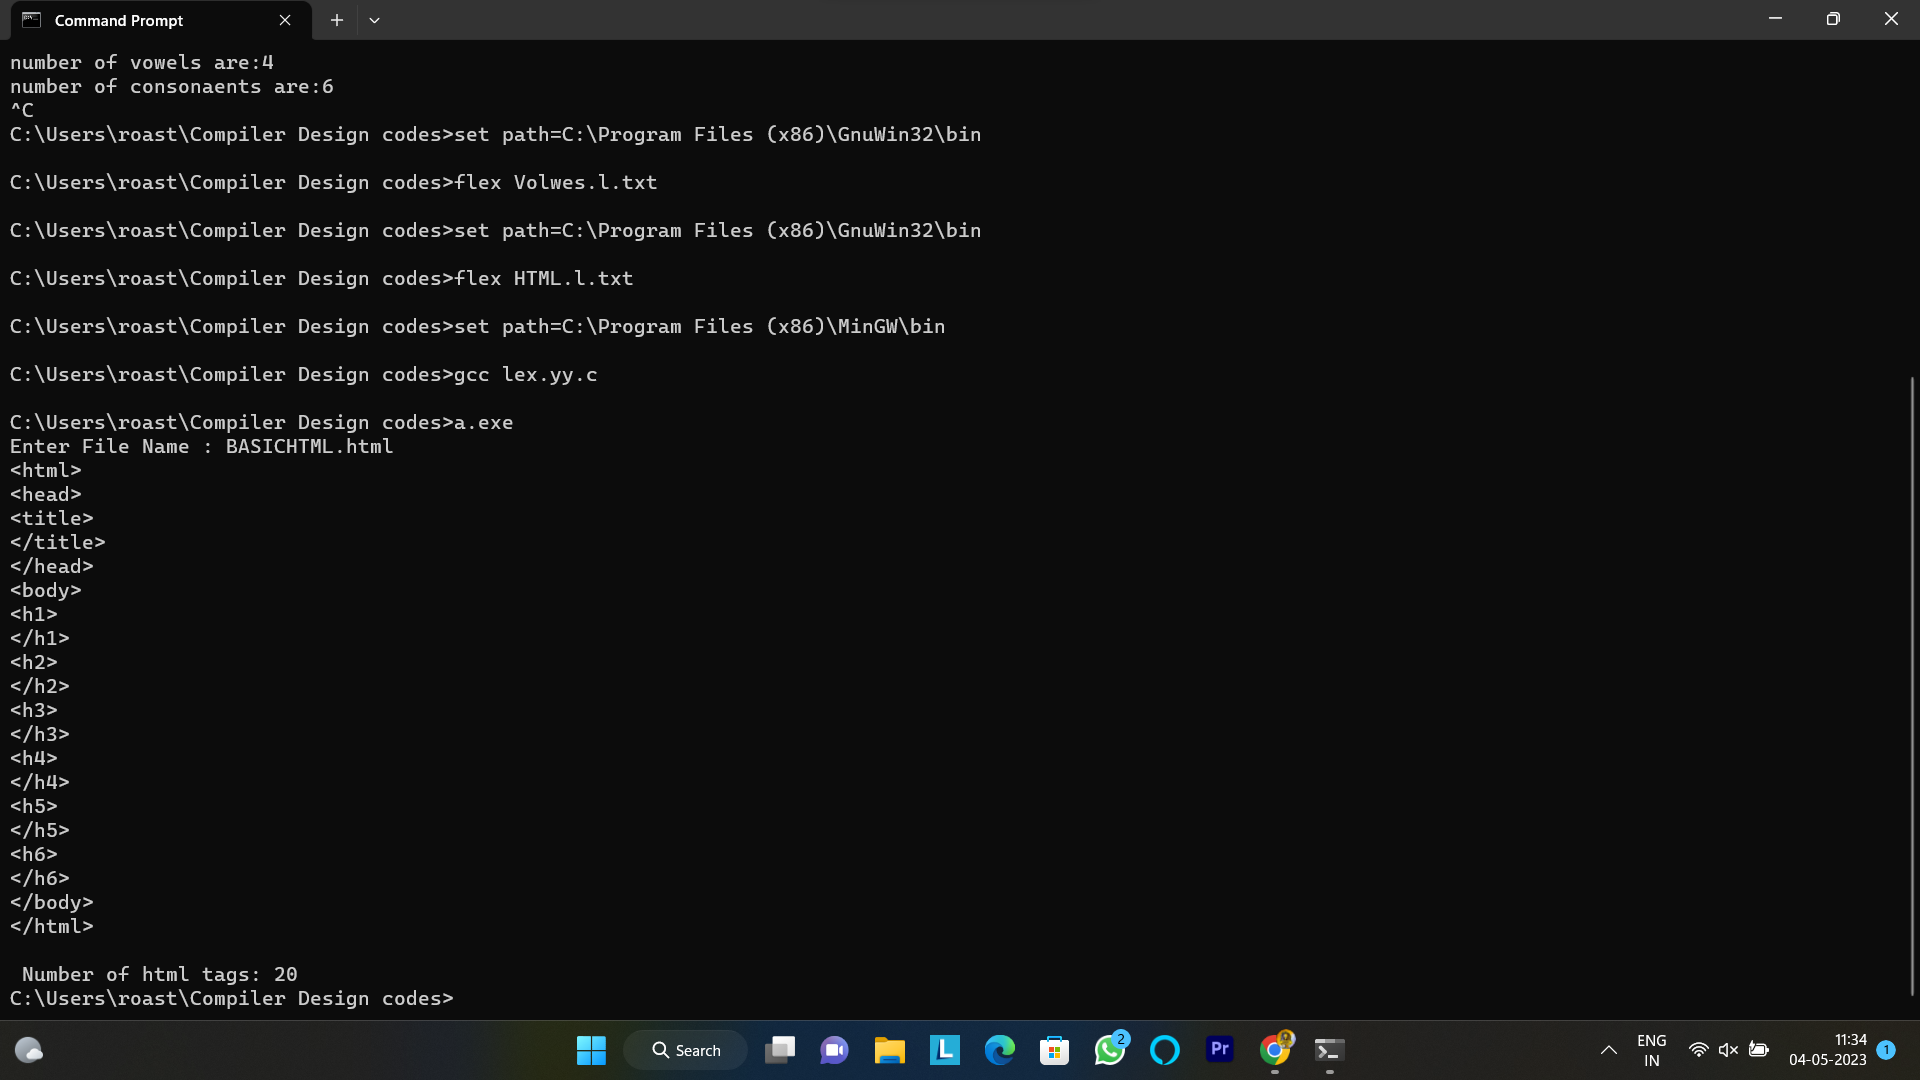 Command Prompt
number of vowels are:4
number of consonaents are:6
^C
C:\Users\roast\Compiler Design codes>set path=C:\Program Files (x86)\GnuWin32\bin
C:\Users\roast\Compiler Design codes>flex Volwes.l.txt
C:\Users\roast\Compiler Design codes>set path=C:\Program Files (x86)\GnuWin32\bin
C:\Users\roast\Compiler Design codes>flex HTML.l.txt
C:\Users\roast\Compiler Design codes>set path=C:\Program Files (x86)\MinGW\bin
C:\Users\roast\Compiler Design codes>gcc lex.yy.c
C:\Users\roast\Compiler Design codes>a.exe
Enter File Name : BASICHTML.html
<html>
<head>
<title>
</title>
</head>
<body>
<h1>
</h1>
<h2>
</h2>
<h3>
</h3>
<h4>
</h4>
<h5>
</h5>
<h6>
</h6>
</body>
</html>
Number of html tags: 20
C:\Users\roast\Compiler Design codes>
Search
L
2
Pr
ENG
IN
11:34
04-05-2023
1